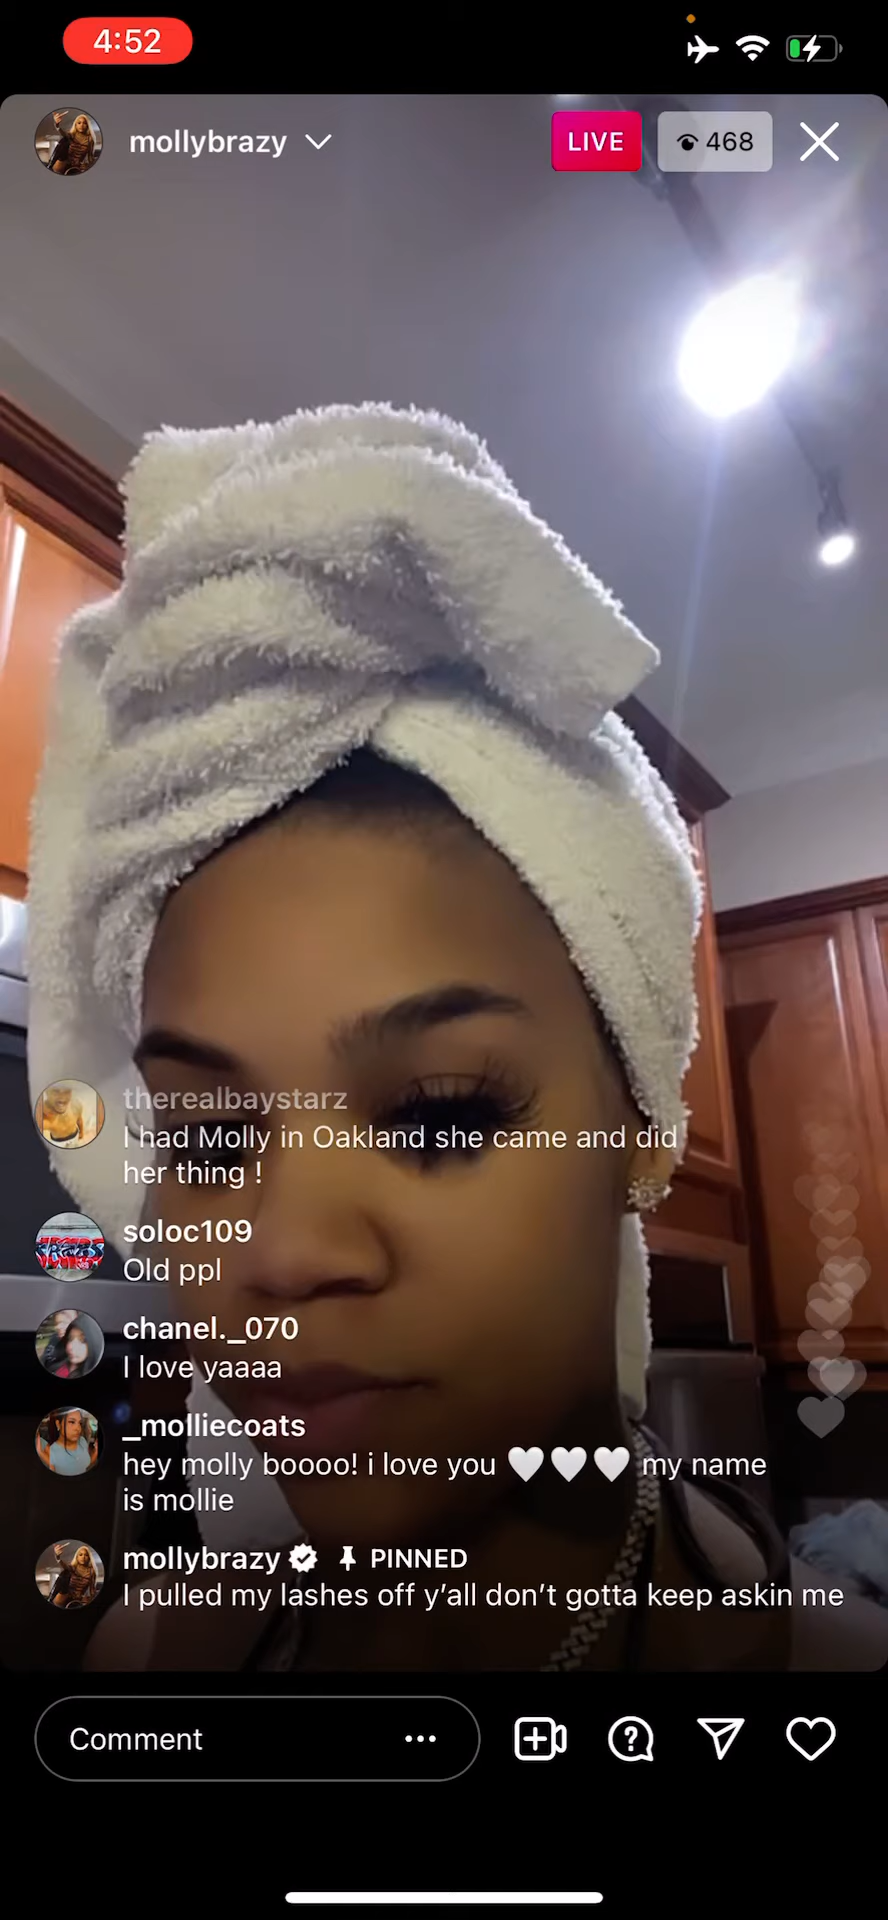 4:52
mollybrazy
LIVE
468
therealbaystarz
I had Molly in Oakland she came and did
her thing !
soloc109
Old ppl
chanel._070
I love yaaaa
_molliecoats
hey molly boooo! i love you 🤍🤍🤍 my name
is mollie
mollybrazy PINNED
I pulled my lashes off y'all don't gotta keep askin me
Comment